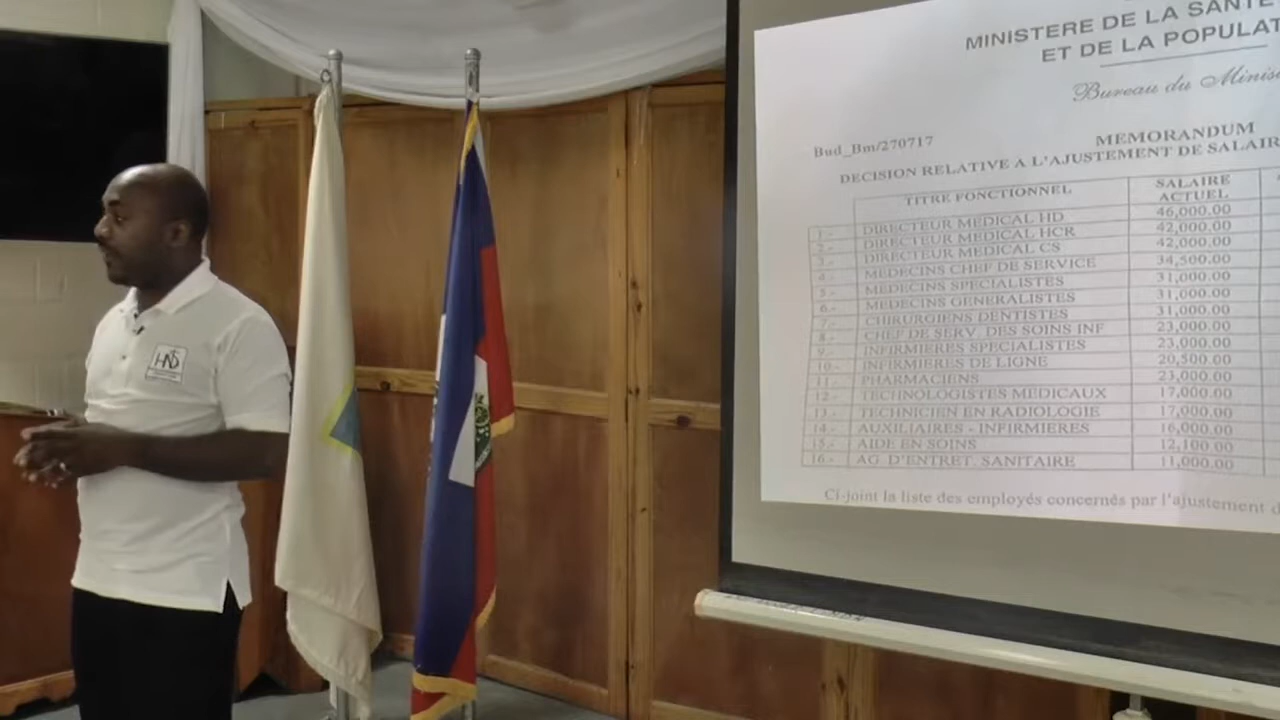 HND
MINISTERE DE LA SANTE
ET DE LA POPULAT
Bureau du Minis
Bud_Bm/270717
MEMORANDUM
DECISION RELATIVE A L'AJUSTEMENT DE SALAIR
TITRE FONCTIONNEL SALAIRE ACTUEL
1.- DIRECTEUR MEDICAL HD 46,000.00
2.- DIRECTEUR MEDICAL HCR 42,000.00
3.- DIRECTEUR MEDICAL CS 42,000.00
4.- MEDECINS CHEF DE SERVICE 34,500.00
5.- MEDECINS SPECIALISTES 31,000.00
6.- MEDECINS GENERALISTES 31,000.00
7.- CHIRURGIENS DENTISTES 31,000.00
8.- CHEF DE SERV. DES SOINS INF 23,000.00
9.- INFIRMIERES SPECIALISTES 23,000.00
10.- INFIRMIERES DE LIGNE 20,500.00
11.- PHARMACIENS 23,000.00
12.- TECHNOLOGISTES MEDICAUX 17,000.00
13.- TECHNICIEN EN RADIOLOGIE 17,000.00
14.- AUXILIAIRES - INFIRMIERES 16,000.00
15.- AIDE EN SOINS 12,100.00
16.- AG. D'ENTRET. SANITAIRE 11,000.00
Ci-joint la liste des employés concernés par l'ajustement d